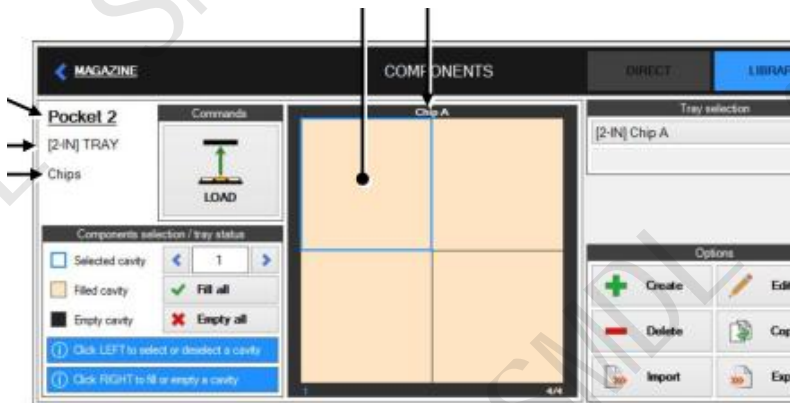 MAGAZINE
COMPONENTS
DIRECT
LIBRAR
Pocket 2
[2-IN] TRAY
Chips
Commands
LOAD
Chip A
Tray selection
[2-IN] Chip A
Components selection / tray status
Selected cavity
1
Filled cavity
Fill all
Empty cavity
Empty all
Click LEFT to select or deselect a cavity
Click RIGHT to fill or empty a cavity
1
4/4
Options
Create
Edi
Delete
Cop
Import
Exp
SMDL